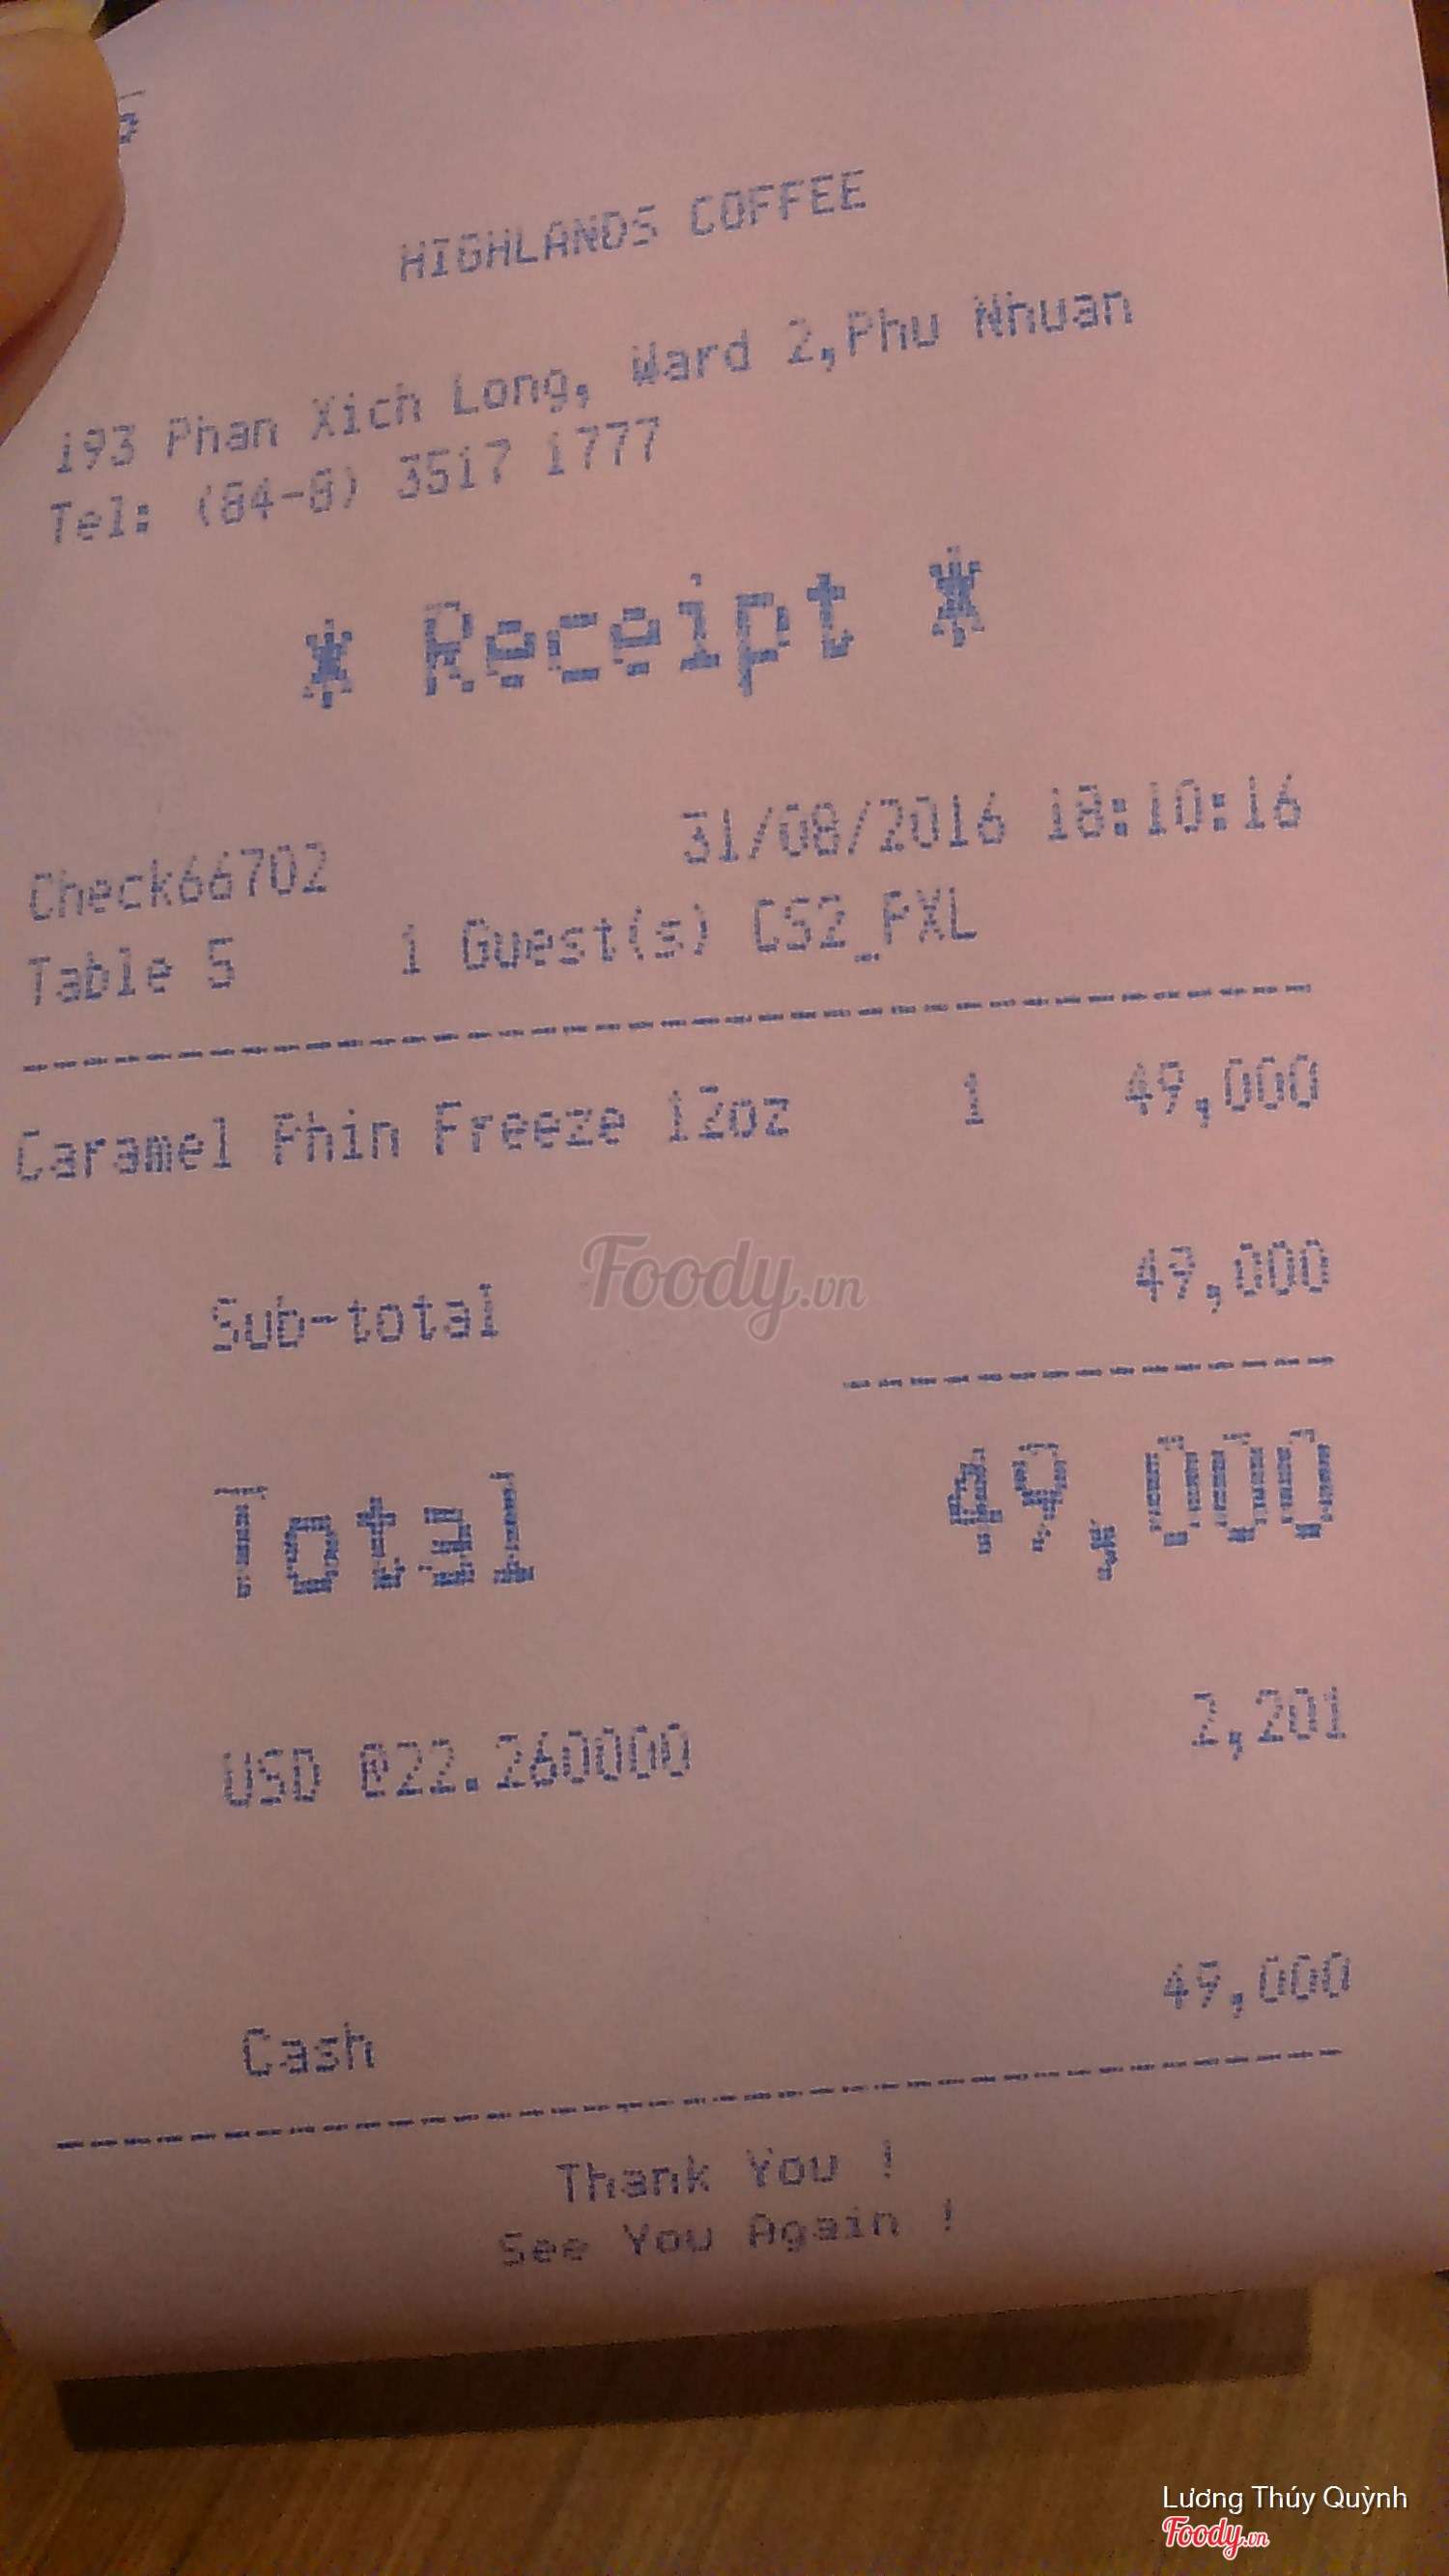 HIGHLANDS COFFEE
193 Phan Xich Long, Ward 2,Phu Nhuan
Tel: (84-8) 3517 1777
* Receipt *
31/08/2016 18:10:16
Check66702
Table 5 1 Guest(s) CS2_PXL
Caramel Phin Freeze 12oz 1 49,000
Sub-total 49,000
Foody.vn
Total 49,000
USD @22.260000 2,201
Cash 49,000
Thank You !
See You Again !
Lương Thúy Quỳnh
Foody.vn